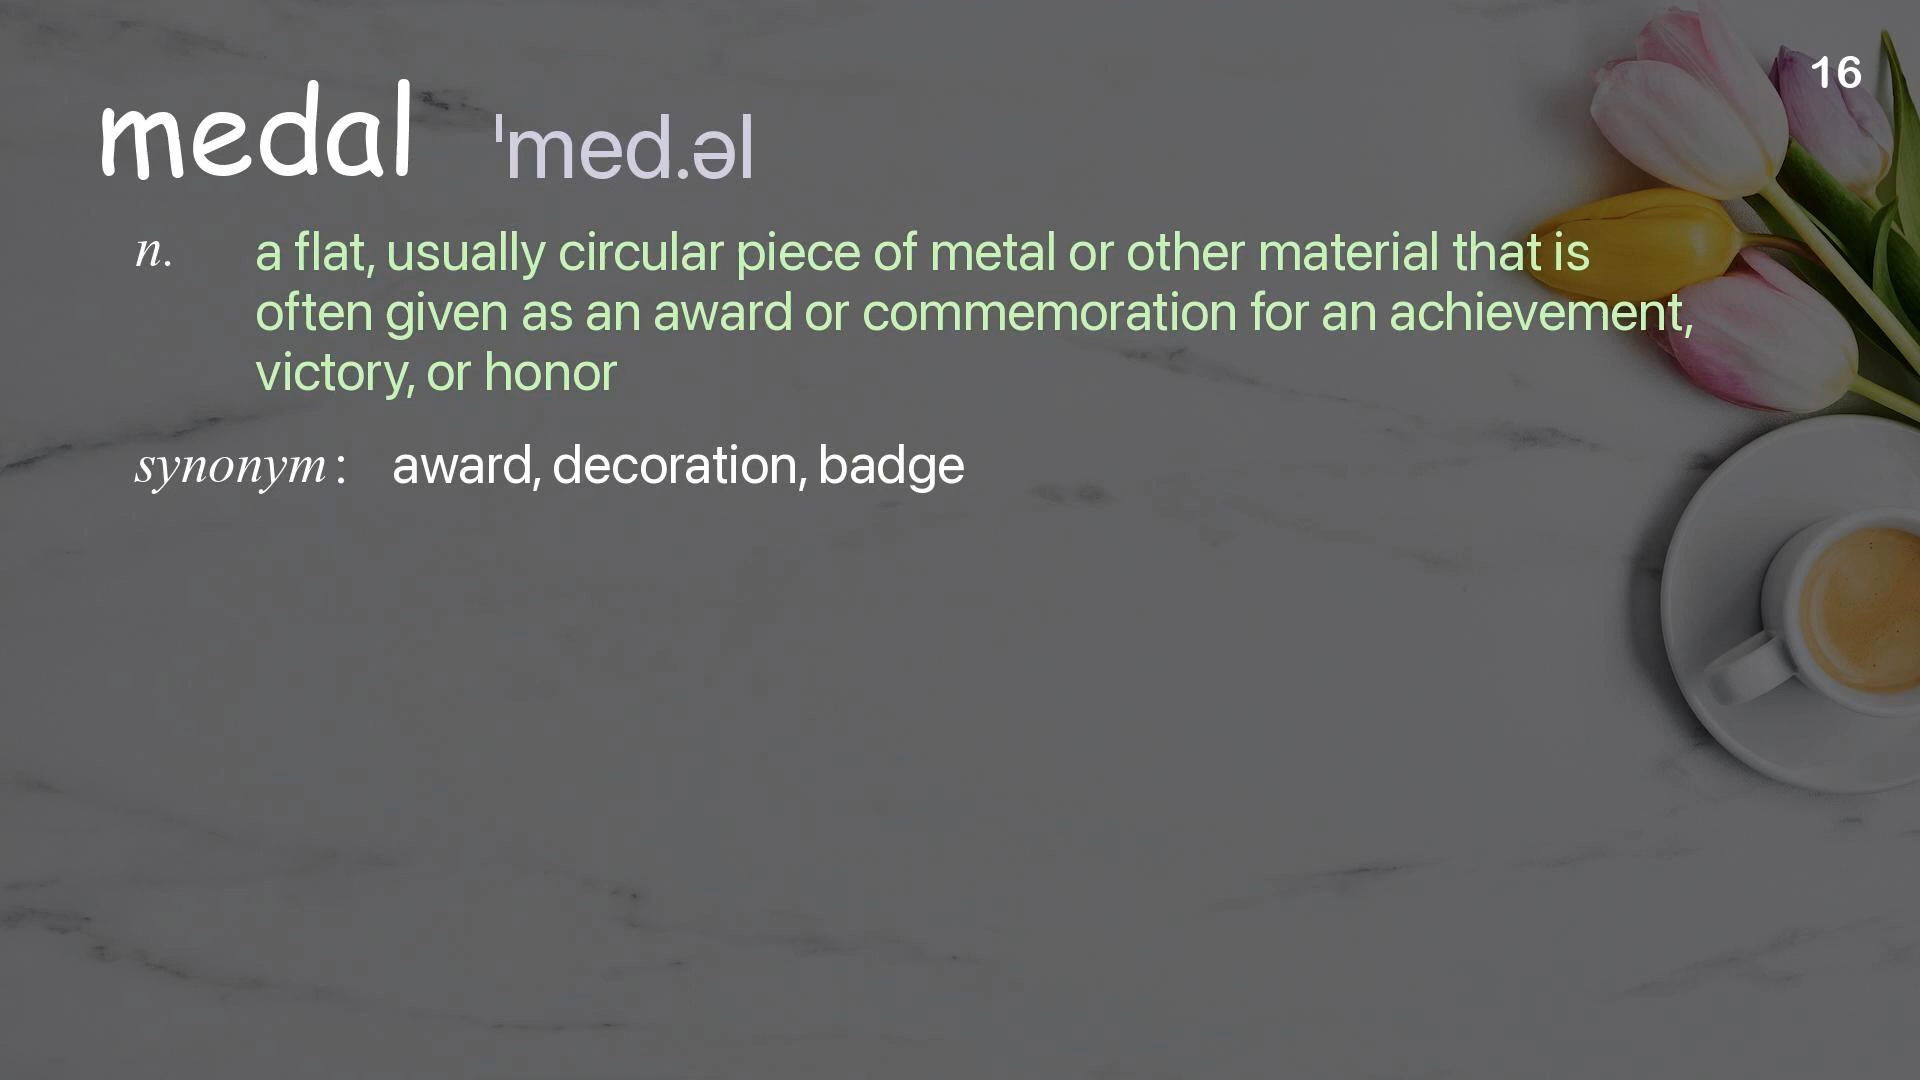 16
medal ˈmed.əl
n. a flat, usually circular piece of metal or other material that is
often given as an award or commemoration for an achievement,
victory, or honor
synonym: award, decoration, badge